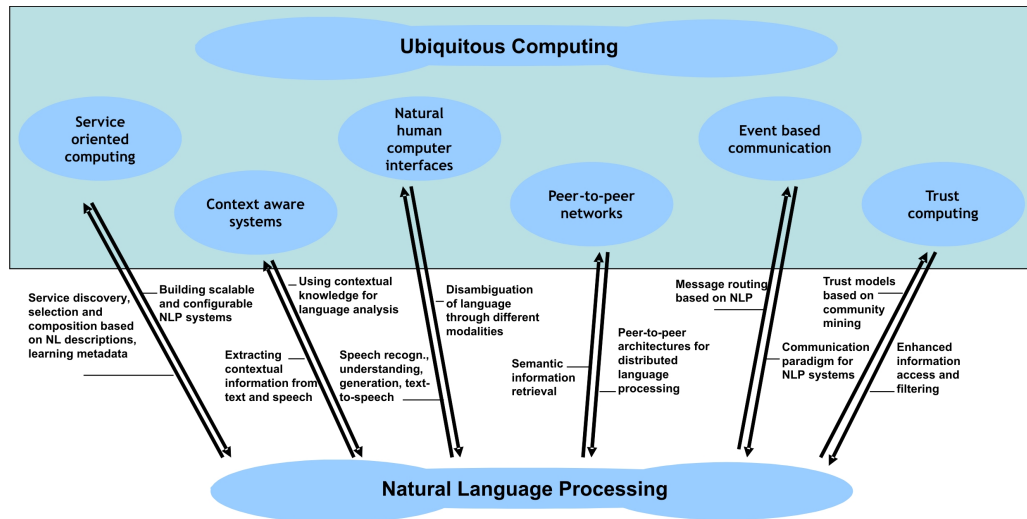 Ubiquitous Computing
Service
oriented
computing
Natural
human
computer
interfaces
Event based
communication
Context aware
systems
Peer-to-peer
networks
Trust
computing
Service discovery,
selection and
composition based
on NL descriptions,
learning metadata
Building scalable
and configurable
NLP systems
Using contextual
knowledge for
language analysis
Extracting
contextual
information from
text and speech
Disambiguation
of language
through different
modalities
Speech recogn.,
understanding,
generation, text-
to-speech
Semantic
information
retrieval
Peer-to-peer
architectures for
distributed
language
processing
Message routing
based on NLP
Communication
paradigm for
NLP systems
Trust models
based on
community
mining
Enhanced
information
access and
filtering
Natural Language Processing